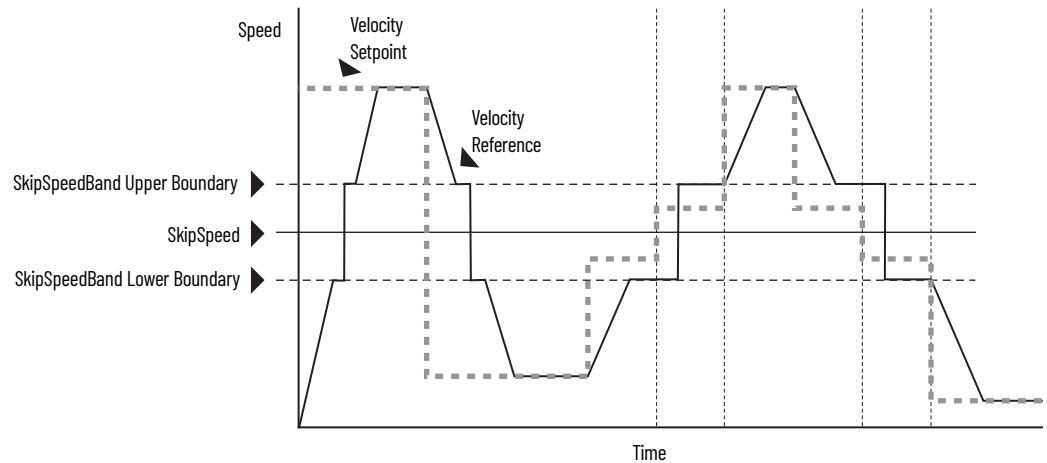 Speed
Velocity
Setpoint
Velocity
Reference
SkipSpeedBand Upper Boundary
SkipSpeed
SkipSpeedBand Lower Boundary
Time